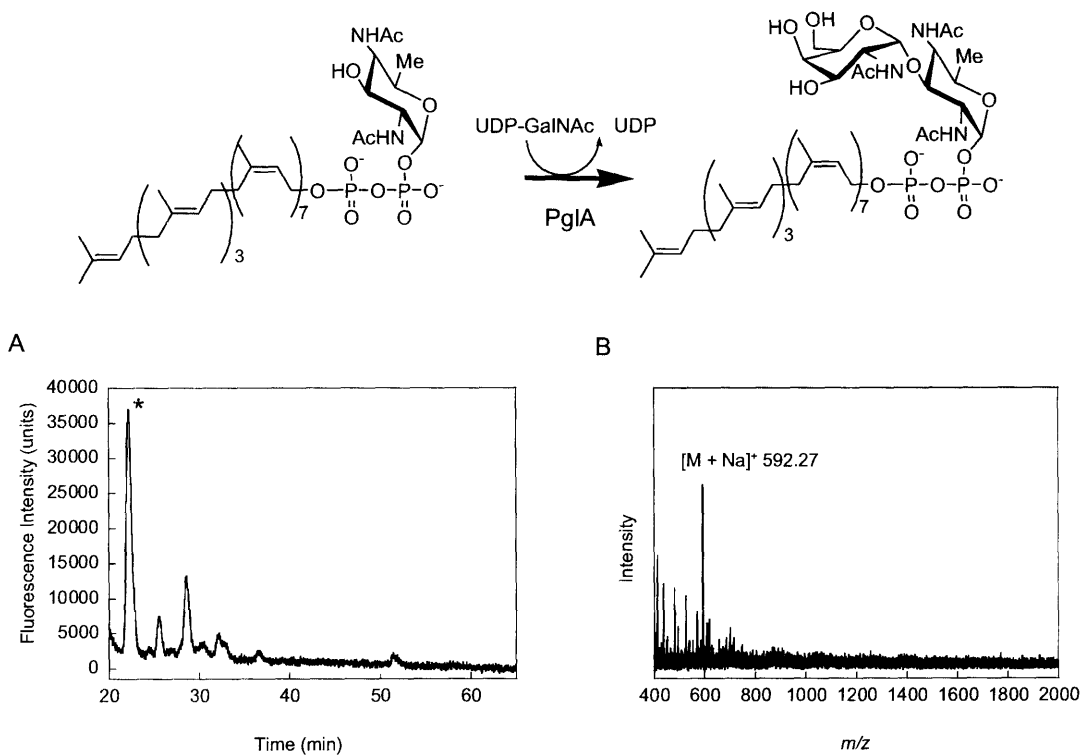 NHAc
Me
HO
O
AcHN
O
O⁻ O⁻
O P O P O⁻
O O
7
3
UDP-GalNAc UDP
PglA
OH
HO
O
NHAc
Me
AcHN
O
HO
O
AcHN
O
O⁻ O⁻
O P O P O⁻
O O
7
3
A
40000
35000
30000
25000
20000
15000
10000
5000
0
*
Fluorescence Intensity (units)
20 30 40 50 60
Time (min)
B
[M + Na]⁺ 592.27
Intensity
400 600 800 1000 1200 1400 1600 1800 2000
m/z